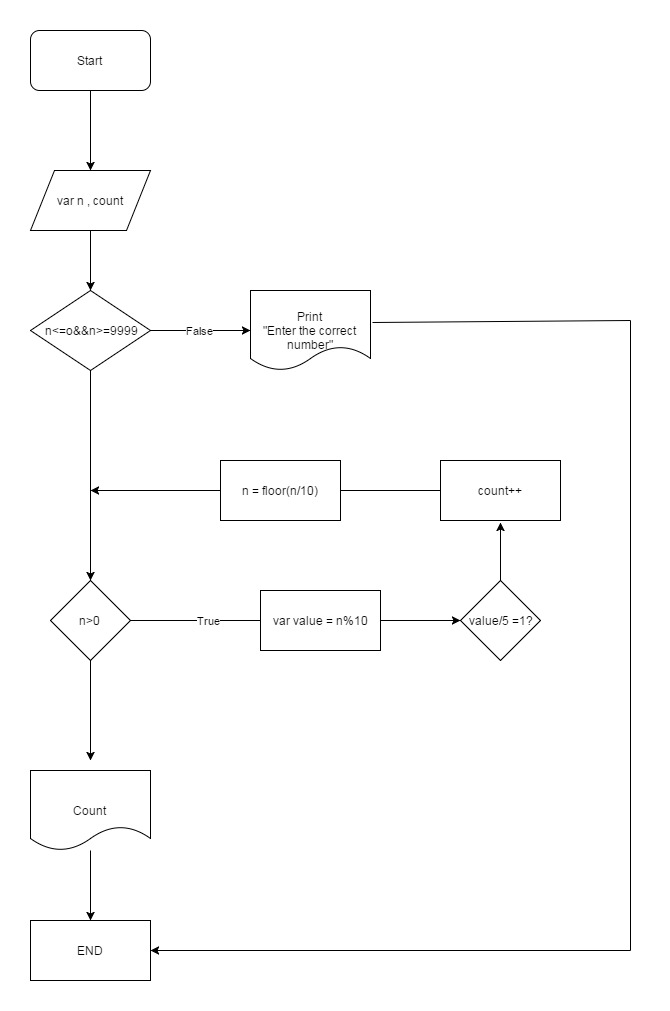 Start
var n , count
n<=o&&n>=9999
False
Print
"Enter the correct
number"
n = floor(n/10)
count++
n>0
True
var value = n%10
value/5 =1?
Count
END